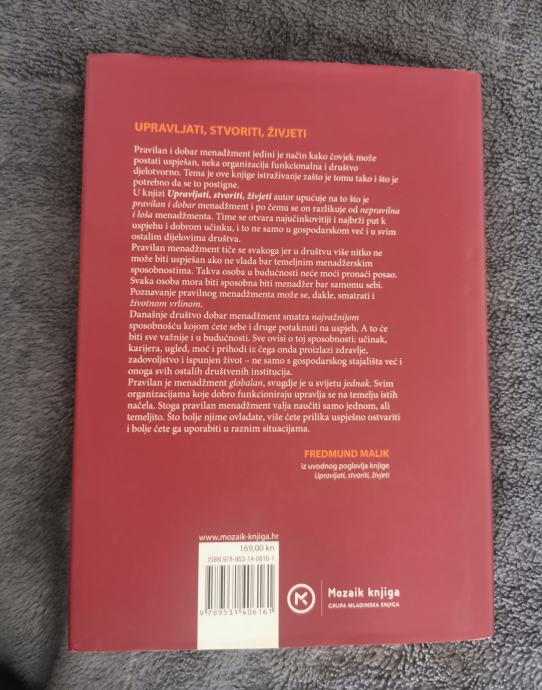 UPRAVLJATI, STVORITI, ŽIVJETI
Pravilan i dobar menadžment jedini je način kako čovjek može
postati uspješan, neka organizacija funkcionalna i društvo
djelotvorno. Tema je ove knjige istraživanje zašto je tomu tako i što je
potrebno da se to postigne.
U knjizi Upravljati, stvoriti, živjeti autor upućuje na to što je
pravilan i dobar menadžment i po čemu se on razlikuje od nepravilna
i loša menadžmenta. Time se otvara najučinkovitiji i najbrži put k
uspjehu i dobrom učinku, i to ne samo u gospodarskom već i u svim
ostalim dijelovima društva.
Pravilan menadžment tiče se svakoga jer u društvu više nitko ne
može biti uspješan ako ne vlada bar temeljnim menadžerskim
sposobnostima. Takva osoba u budućnosti neće moći pronaći posao.
Svaka osoba mora biti sposobna biti menadžer bar samomu sebi.
Poznavanje pravilnog menadžmenta može se, dakle, smatrati i
životnom vrlinom.
Današnje društvo dobar menadžment smatra najvažnijom
sposobnošću kojom ćete sebe i druge potaknuti na uspjeh. A to će
biti sve važnije i u budućnosti. Sve ovisi o toj sposobnosti: učinak,
karijera, ugled, moć i prihodi iz čega onda proizlazi zdravlje,
zadovoljstvo i ispunjen život – ne samo s gospodarskog stajališta već i
onoga svih ostalih društvenih institucija.
Pravilan je menadžment globalan, svugdje je u svijetu jednak. Svim
organizacijama koje dobro funkcioniraju upravlja se na temelju istih
načela. Stoga pravilan menadžment valja naučiti samo jednom, ali
temeljito. Što bolje njime ovladate, više ćete prilika uspješno ostvariti
i bolje ćete ga uporabiti u raznim situacijama.
FREDMUND MALIK
iz uvodnog poglavlja knjige
Upravljati, stvoriti, živjeti
www.mozaik-knjiga.hr
169,00 kn
ISBN 978-953-14-0616-1
9 789531 406161
Mozaik knjiga
GRUPA MLADINSKA KNJIGA